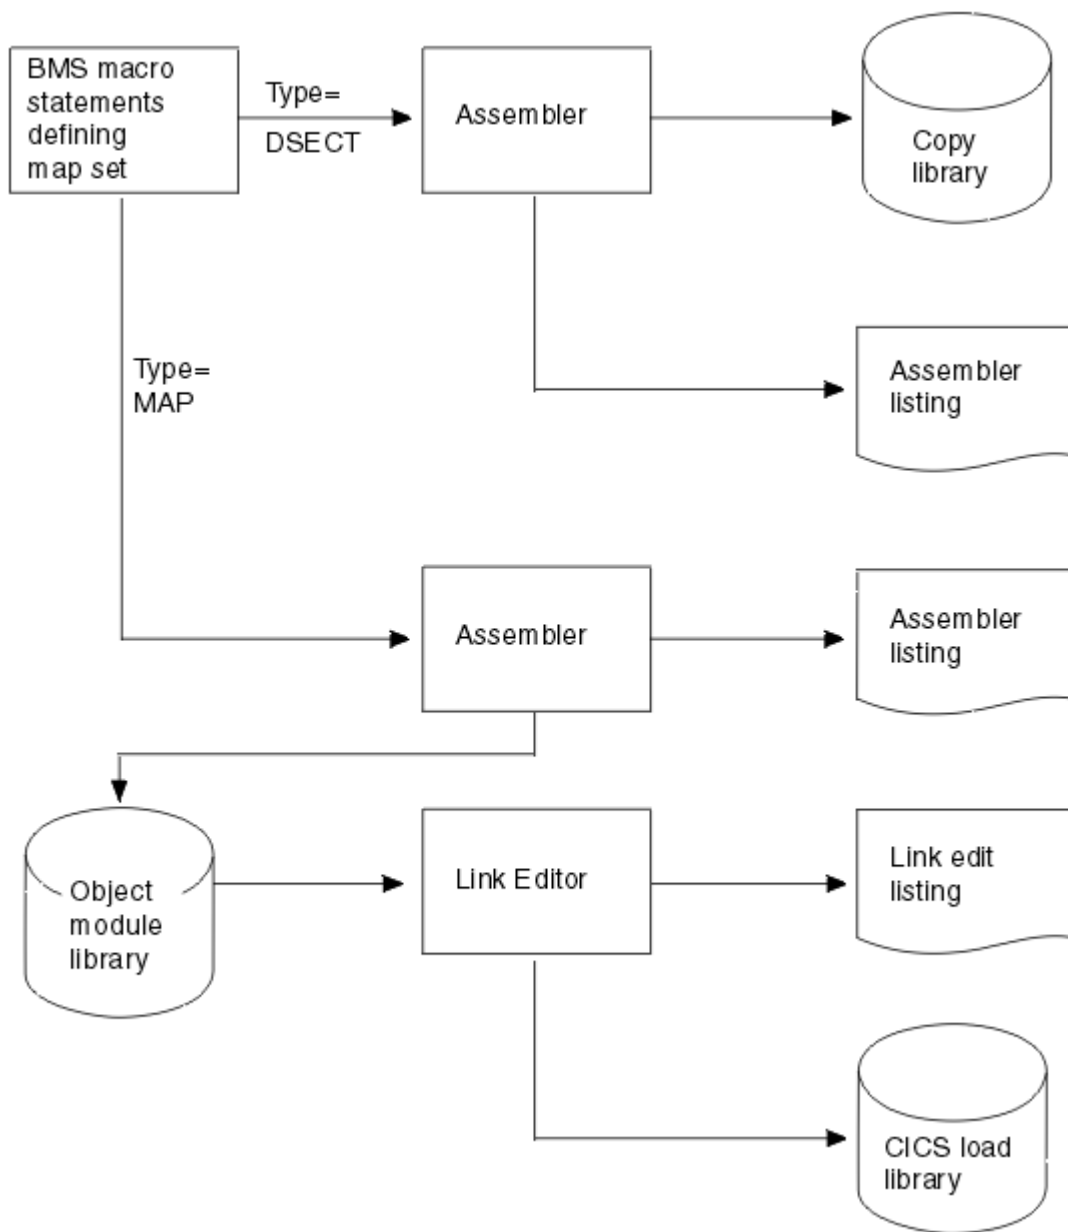 BMS macro
statements
defining
map set
Type=
DSECT
Assembler
Copy
library
Assembler
listing
Type=
MAP
Assembler
Assembler
listing
Object
module
library
Link Editor
Link edit
listing
CICS load
library